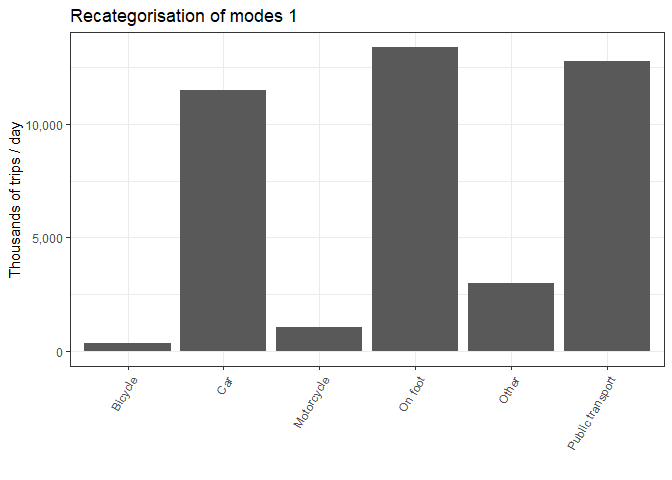 Recategorisation of modes 1
Thousands of trips / day
10,000
5,000
0
Bicycle
Car
Motorcycle
On foot
Other
Public transport